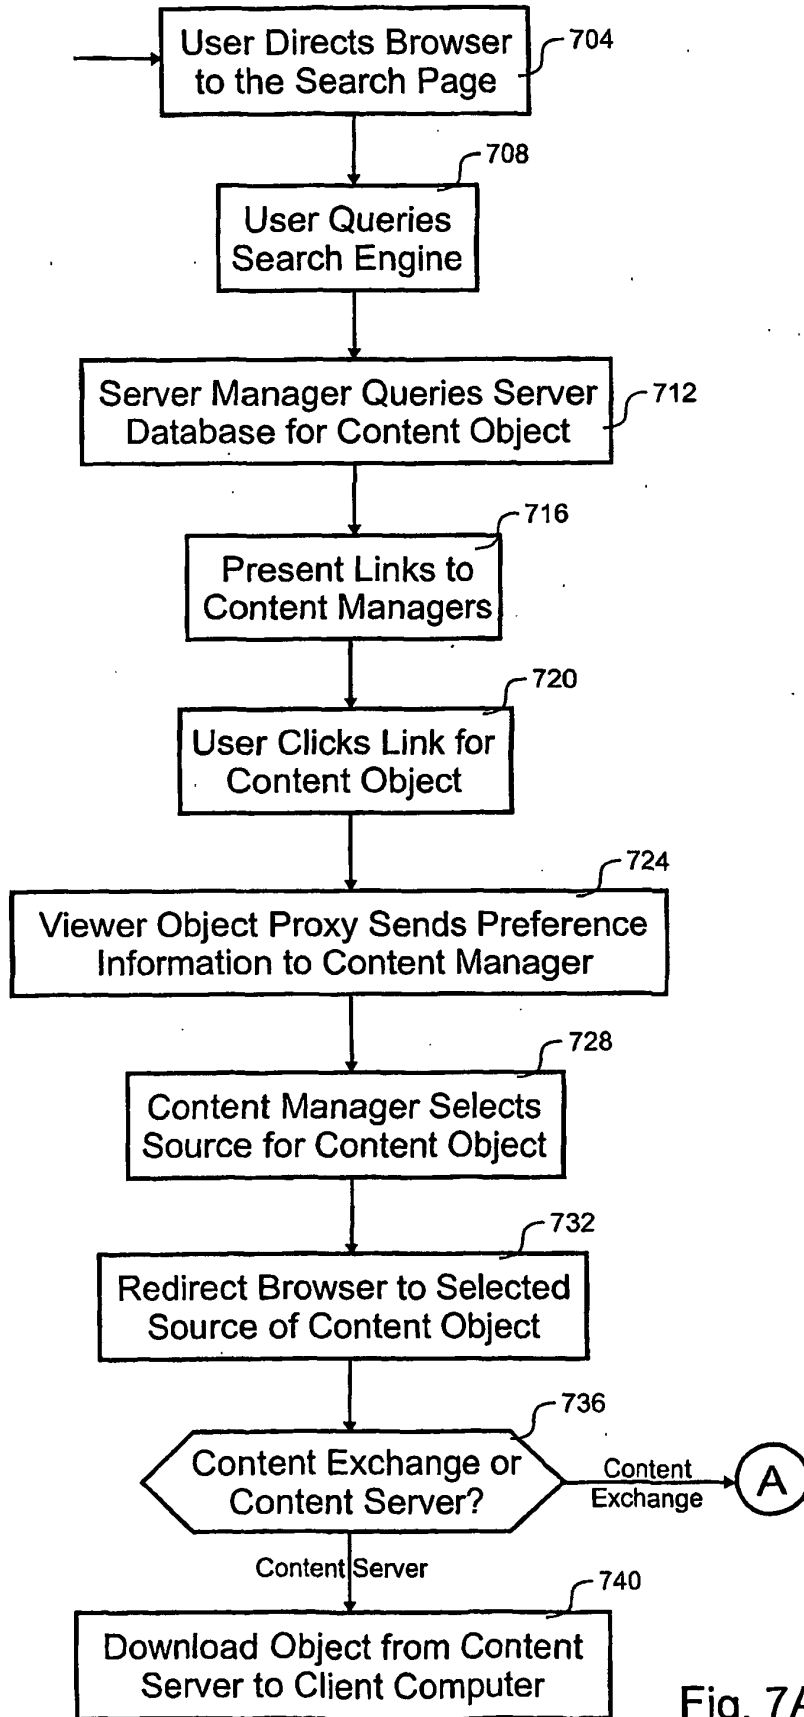 User Directs Browser
to the Search Page
704
708
User Queries
Search Engine
Server Manager Queries Server
Database for Content Object
712
716
Present Links to
Content Managers
720
User Clicks Link for
Content Object
724
Viewer Object Proxy Sends Preference
Information to Content Manager
728
Content Manager Selects
Source for Content Object
732
Redirect Browser to Selected
Source of Content Object
736
Content Exchange or
Content Server?
Content
Exchange
A
Content Server
740
Download Object from Content
Server to Client Computer
Fig. 7A